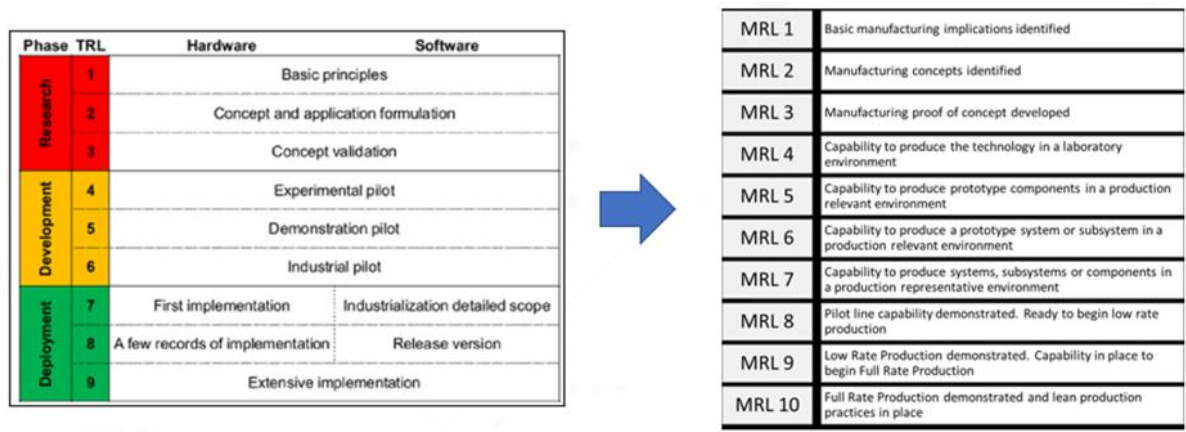 Phase TRL Hardware Software
Research
1 Basic principles
2 Concept and application formulation
3 Concept validation
Development
4 Experimental pilot
5 Demonstration pilot
6 Industrial pilot
Deployment
7 First implementation Industrialization detailed scope
8 A few records of implementation Release version
9 Extensive implementation
MRL 1 Basic manufacturing implications identified
MRL 2 Manufacturing concepts identified
MRL 3 Manufacturing proof of concept developed
MRL 4 Capability to produce the technology in a laboratory
environment
MRL 5 Capability to produce prototype components in a production
relevant environment
MRL 6 Capability to produce a prototype system or subsystem in a
production relevant environment
MRL 7 Capability to produce systems, subsystems or components in
a production representative environment
MRL 8 Pilot line capability demonstrated. Ready to begin low rate
production
MRL 9 Low Rate Production demonstrated. Capability in place to
begin Full Rate Production
MRL 10 Full Rate Production demonstrated and lean production
practices in place